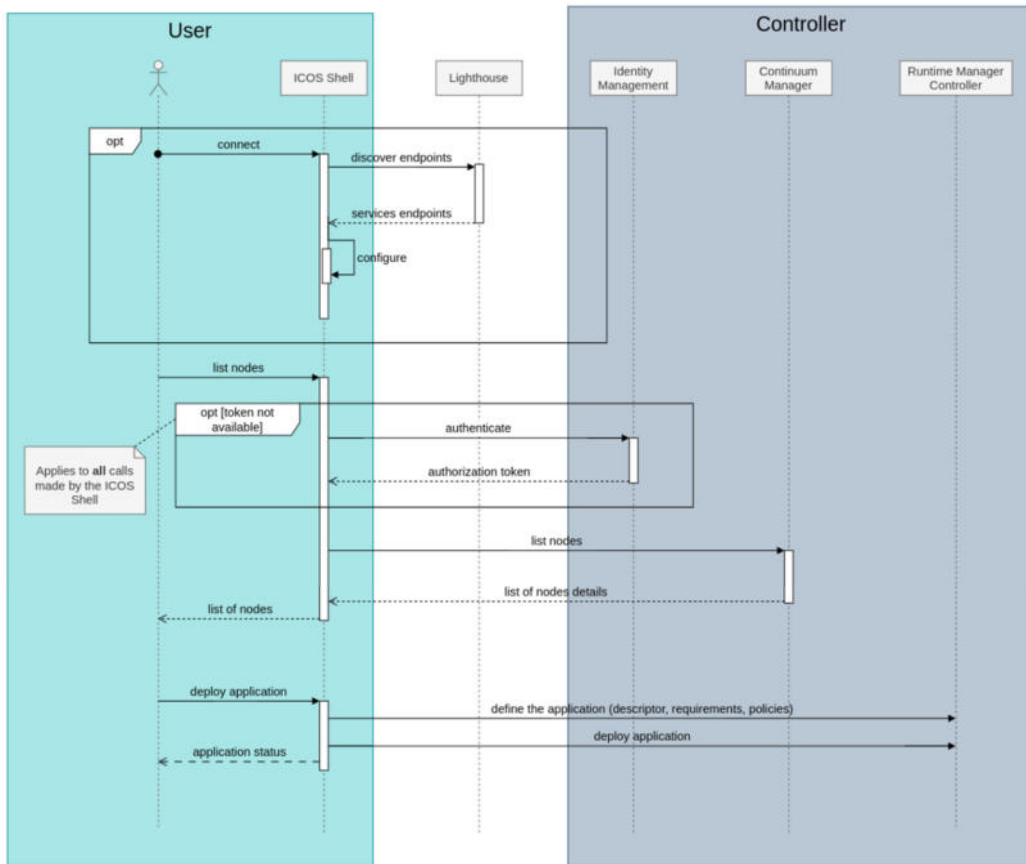 User
Controller
ICOS Shell
Lighthouse
Identity
Management
Continuum
Manager
Runtime Manager
Controller
opt
connect
discover endpoints
services endpoints
configure
list nodes
opt [token not
available]
authenticate
Applies to all calls
made by the ICOS
Shell
authorization token
list nodes
list of nodes details
list of nodes
deploy application
define the application (descriptor, requirements, policies)
deploy application
application status